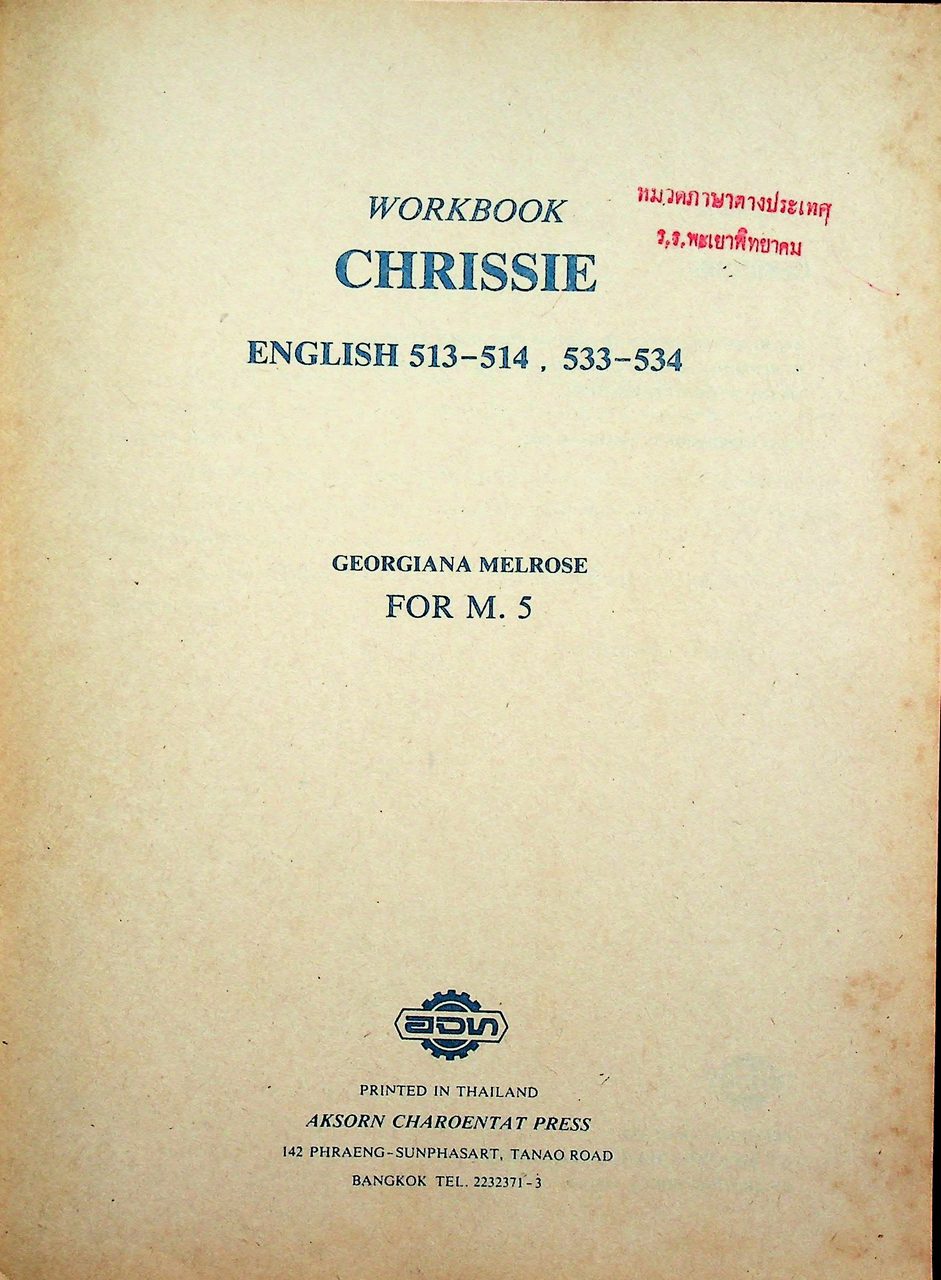 WORKBOOK
CHRISSIE
ENGLISH 513-514 , 533-534
หมวดภาษาต่างประเทศ
ร.ร.พะเยาพิทยาคม
GEORGIANA MELROSE
FOR M. 5
อจท
PRINTED IN THAILAND
AKSORN CHAROENTAT PRESS
142 PHRAENG-SUNPHASART, TANAO ROAD
BANGKOK TEL. 2232371-3